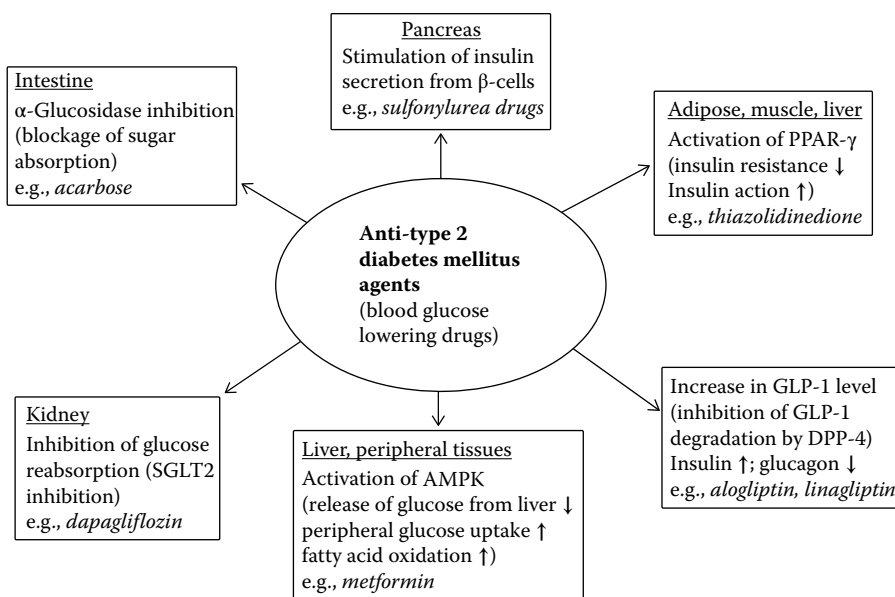 Pancreas
Stimulation of insulin
secretion from β-cells
e.g., sulfonylurea drugs
Intestine
α-Glucosidase inhibition
(blockage of sugar
absorption)
e.g., acarbose
Adipose, muscle, liver
Activation of PPAR-γ
(insulin resistance ↓
Insulin action ↑)
e.g., thiazolidinedione
Anti-type 2
diabetes mellitus
agents
(blood glucose
lowering drugs)
Kidney
Inhibition of glucose
reabsorption (SGLT2
inhibition)
e.g., dapagliflozin
Liver, peripheral tissues
Activation of AMPK
(release of glucose from liver ↓
peripheral glucose uptake ↑
fatty acid oxidation ↑)
e.g., metformin
Increase in GLP-1 level
(inhibition of GLP-1
degradation by DPP-4)
Insulin ↑; glucagon ↓
e.g., alogliptin, linagliptin